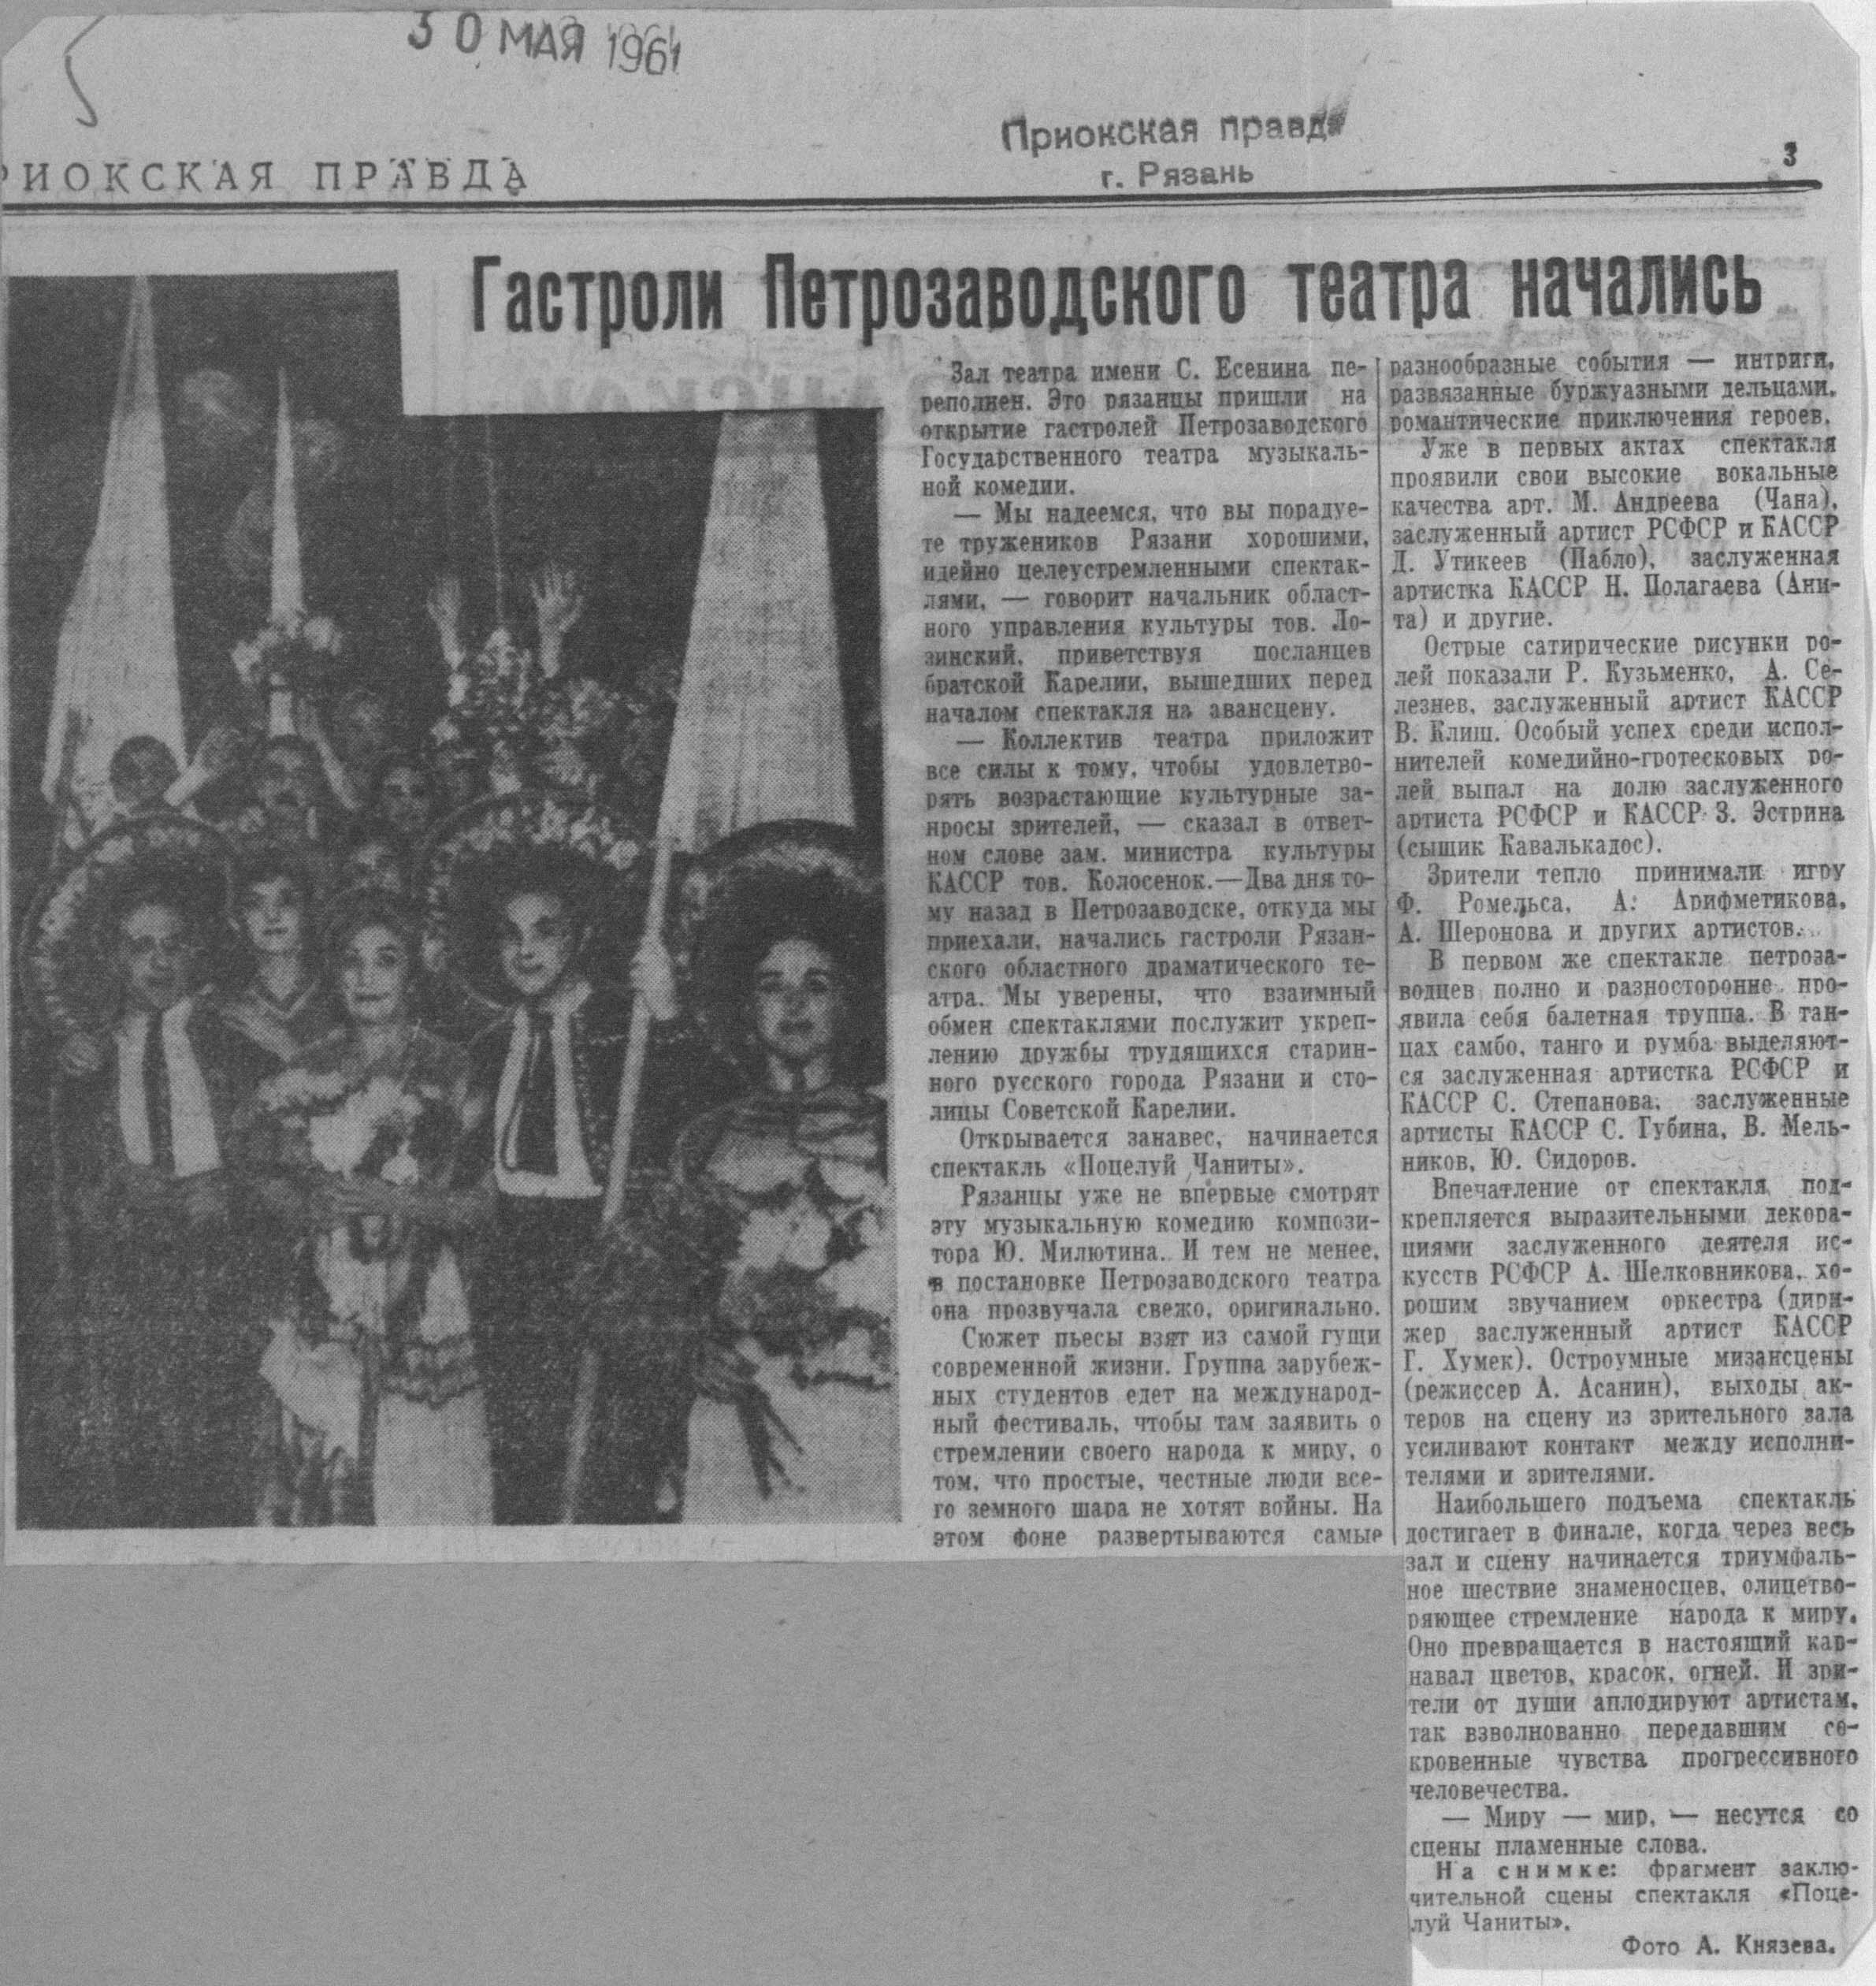 30 МАЯ 1961
Приокская правда
г. Рязань
РИОКСКАЯ ПРАВДА
3
Гастроли Петрозаводского театра начались
Зал театра имени С. Есенина пе-
реполнен. Это рязанцы пришли на
открытие гастролей Петрозаводского
Государственного театра музыкаль-
ной комедии.
— Мы надеемся, что вы порадуе-
те тружеников Рязани хорошими,
идейно целеустремленными спектак-
лями, — говорит начальник област-
ного управления культуры тов. Ло-
зинский, приветствуя посланцев
братской Карелии, вышедших перед
началом спектакля на авансцену.
— Коллектив театра приложит
все силы к тому, чтобы удовлетво-
рять возрастающие культурные за-
просы зрителей, — сказал в ответ-
ном слове зам. министра культуры
КАССР тов. Колосенок.—Два дня то-
му назад в Петрозаводске, откуда мы
приехали, начались гастроли Рязан-
ского областного драматического те-
атра. Мы уверены, что взаимный
обмен спектаклями послужит укреп-
лению дружбы трудящихся старин-
ного русского города Рязани и сто-
лицы Советской Карелии.
Открывается занавес, начинается
спектакль «Поцелуй Чаниты».
Рязанцы уже не впервые смотрят
эту музыкальную комедию компози-
тора Ю. Милютина. И тем не менее,
в постановке Петрозаводского театра
она прозвучала свежо, оригинально.
Сюжет пьесы взят из самой гущи
современной жизни. Группа зарубеж-
ных студентов едет на международ-
ный фестиваль, чтобы там заявить о
стремлении своего народа к миру, о
том, что простые, честные люди все-
го земного шара не хотят войны. На
этом фоне развертываются самые
разнообразные события — интриги,
развязанные буржуазными дельцами,
романтические приключения героев.
Уже в первых актах спектакля
проявили свои высокие вокальные
качества арт. М. Андреева (Чана),
заслуженный артист РСФСР и КАССР
Д. Утикеев (Пабло), заслуженная
артистка КАССР Н. Полагаева (Ани-
та) и другие.
Острые сатирические рисунки ро-
лей показали Р. Кузьменко, А. Се-
лезнев, заслуженный артист КАССР
В. Клиш. Особый успех среди испол-
нителей комедийно-гротесковых ро-
лей выпал на долю заслуженного
артиста РСФСР и КАССР З. Эстрина
(сыщик Кавалькадос).
Зрители тепло принимали игру
Ф. Ромельса, А. Арифметикова,
А. Шеронова и других артистов.
В первом же спектакле петроза-
водцев полно и разносторонне про-
явила себя балетная труппа. В тан-
цах самбо, танго и румба выделяют-
ся заслуженная артистка РСФСР и
КАССР С. Степанова, заслуженные
артисты КАССР С. Губина, В. Мель-
ников, Ю. Сидоров.
Впечатление от спектакля под-
крепляется выразительными декора-
циями заслуженного деятеля ис-
кусств РСФСР А. Шелковникова, хо-
рошим звучанием оркестра (дири-
жер заслуженный артист КАССР
Г. Хумек). Остроумные мизансцены
(режиссер А. Асанин), выходы ак-
теров на сцену из зрительного зала
усиливают контакт между исполни-
телями и зрителями.
Наибольшего подъема спектакль
достигает в финале, когда через весь
зал и сцену начинается триумфаль-
ное шествие знаменосцев, олицетво-
ряющее стремление народа к миру.
Оно превращается в настоящий кар-
навал цветов, красок, огней. И зри-
тели от души аплодируют артистам,
так взволнованно передавшим со-
кровенные чувства прогрессивного
человечества.
— Миру — мир, — несутся со
сцены пламенные слова.
На снимке: фрагмент заклю-
чительной сцены спектакля «Поце-
луй Чаниты».
Фото А. Князева.